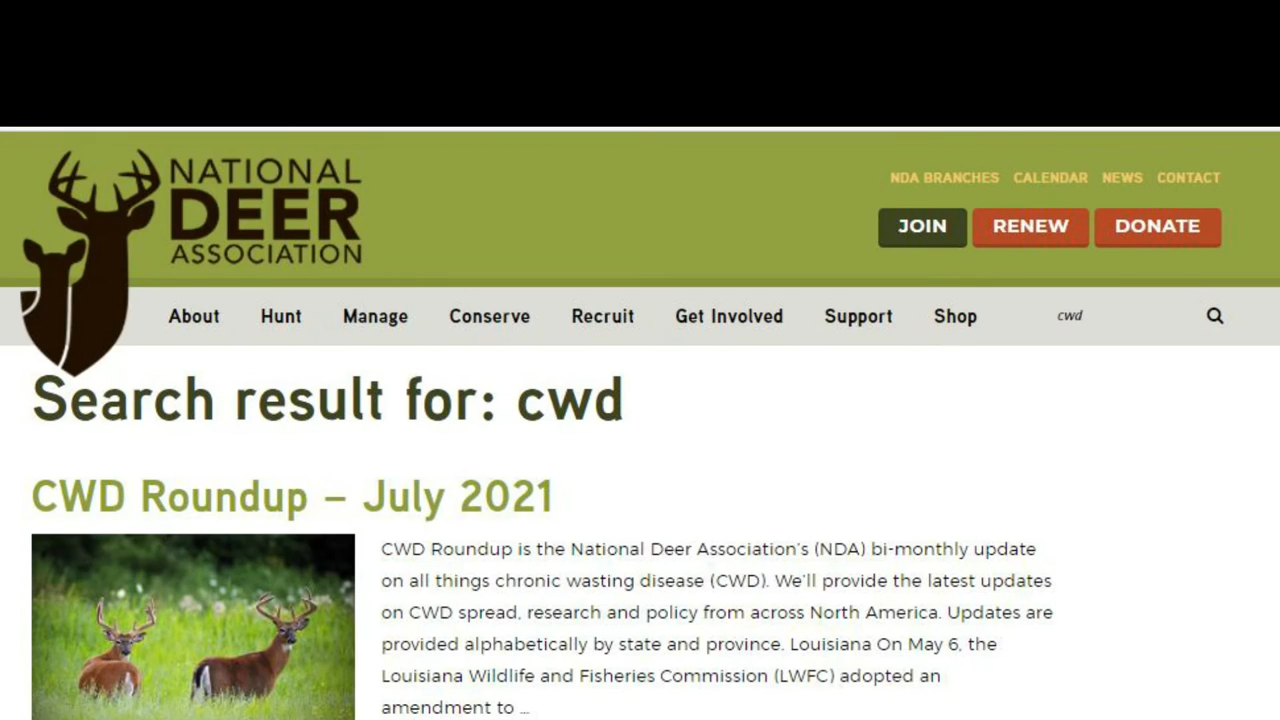 NATIONAL
DEER
ASSOCIATION
NDA BRANCHES CALENDAR NEWS CONTACT
JOIN RENEW DONATE
About Hunt Manage Conserve Recruit Get Involved Support Shop cwd
Search result for: cwd
CWD Roundup – July 2021
CWD Roundup is the National Deer Association's (NDA) bi-monthly update
on all things chronic wasting disease (CWD). We'll provide the latest updates
on CWD spread, research and policy from across North America. Updates are
provided alphabetically by state and province. Louisiana On May 6, the
Louisiana Wildlife and Fisheries Commission (LWFC) adopted an
amendment to ...